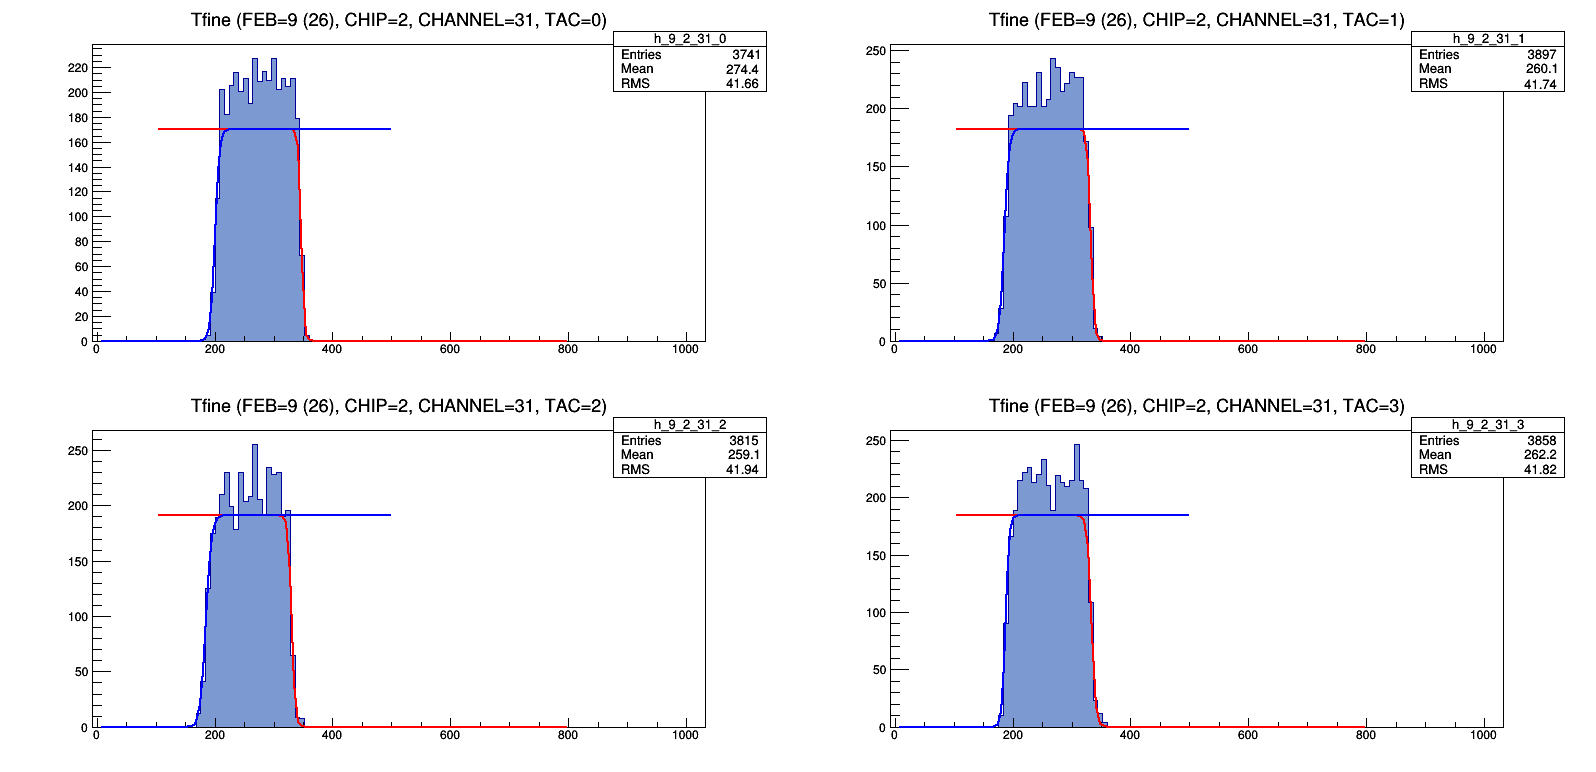 Tfine (FEB=9 (26), CHIP=2, CHANNEL=31, TAC=0)
h_9_2_31_0
Entries 3741
Mean 274.4
RMS 41.66
220
200
180
160
140
120
100
80
60
40
20
0
0 200 400 600 800 1000
Tfine (FEB=9 (26), CHIP=2, CHANNEL=31, TAC=1)
h_9_2_31_1
Entries 3897
Mean 260.1
RMS 41.74
250
200
150
100
50
0
0 200 400 600 800 1000
Tfine (FEB=9 (26), CHIP=2, CHANNEL=31, TAC=2)
h_9_2_31_2
Entries 3815
Mean 259.1
RMS 41.94
250
200
150
100
50
0
0 200 400 600 800 1000
Tfine (FEB=9 (26), CHIP=2, CHANNEL=31, TAC=3)
h_9_2_31_3
Entries 3858
Mean 262.2
RMS 41.82
250
200
150
100
50
0
0 200 400 600 800 1000